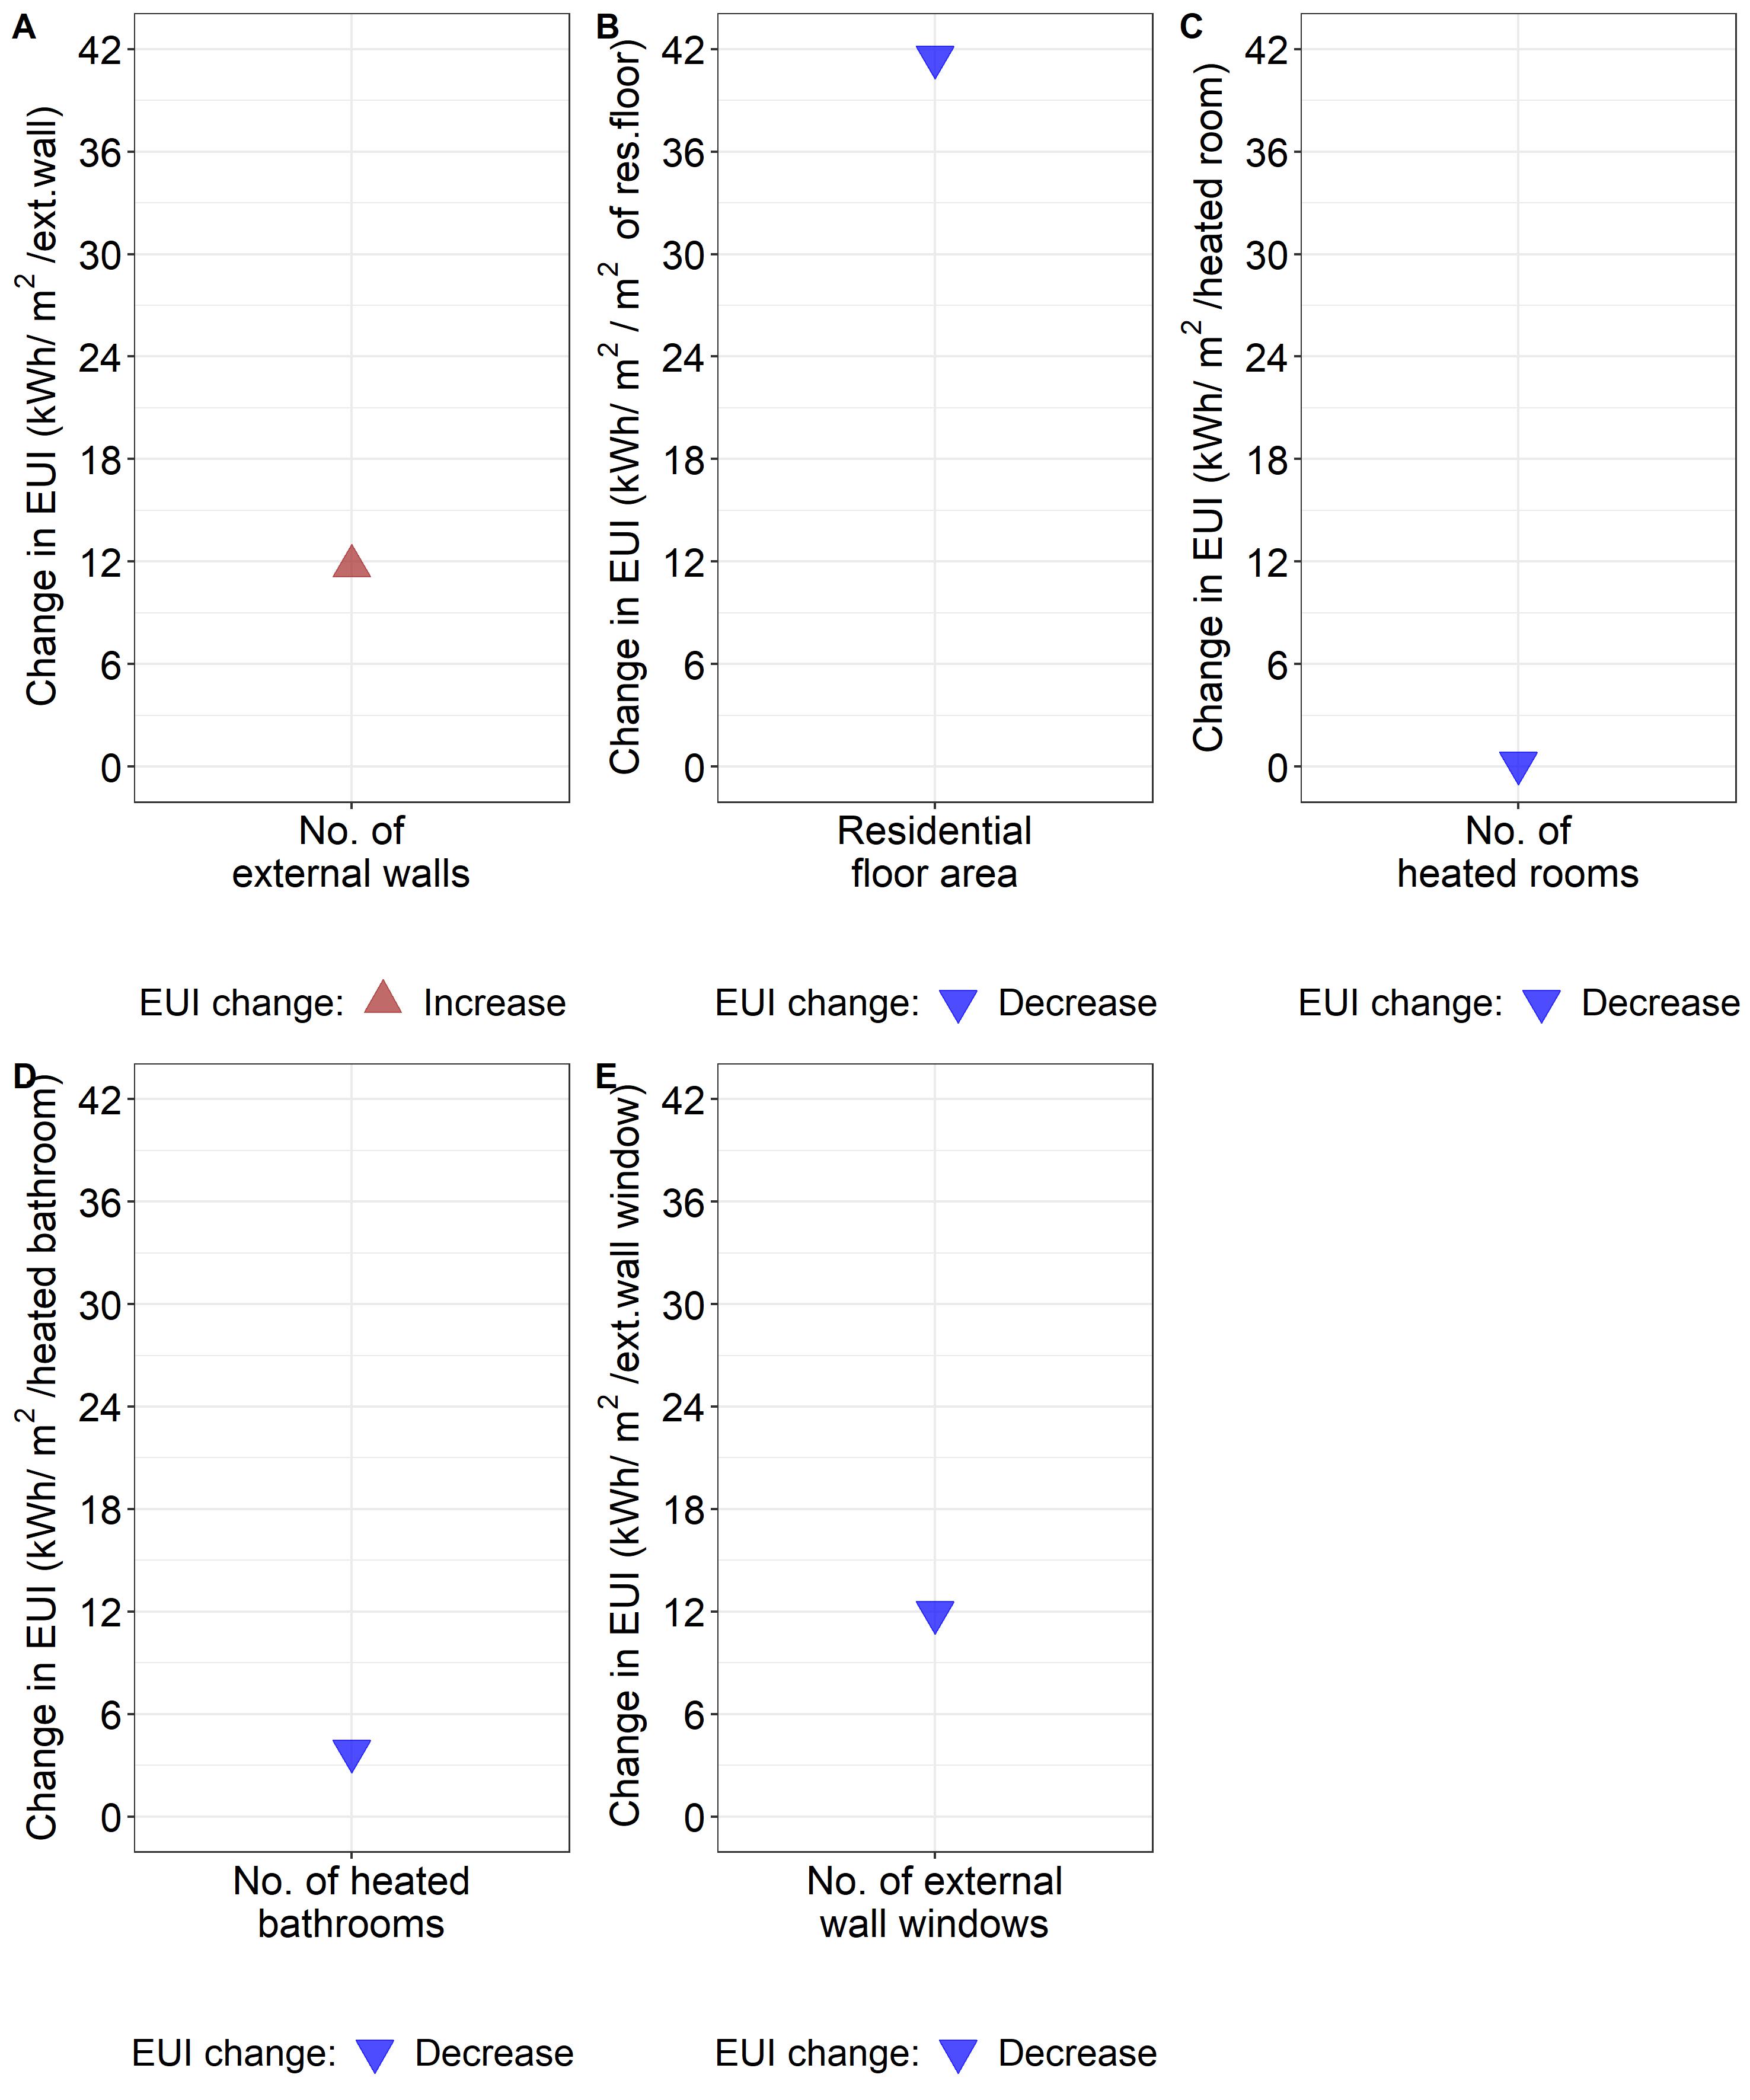 A
Change in EUI (kWh/ m2 /ext.wall)
42
36
30
24
18
12
6
0
No. of
external walls
EUI change: Increase
B
Change in EUI (kWh/ m2 / m2 of res.floor)
42
36
30
24
18
12
6
0
Residential
floor area
EUI change: Decrease
C
Change in EUI (kWh/ m2 /heated room)
42
36
30
24
18
12
6
0
No. of
heated rooms
EUI change: Decrease
D
Change in EUI (kWh/ m2 /heated bathroom)
42
36
30
24
18
12
6
0
No. of heated
bathrooms
EUI change: Decrease
E
Change in EUI (kWh/ m2 /ext.wall window)
42
36
30
24
18
12
6
0
No. of external
wall windows
EUI change: Decrease